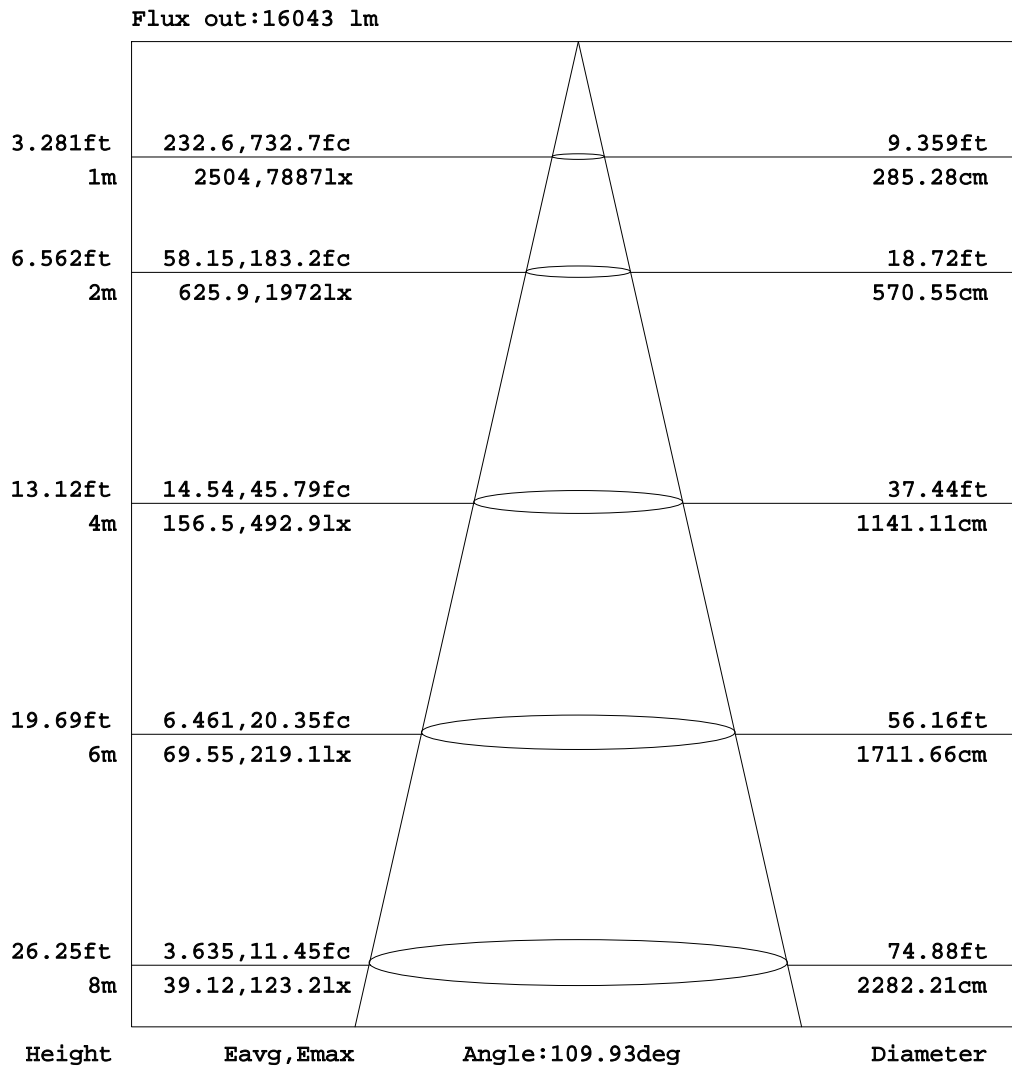 Flux out:16043 lm
3.281ft 232.6,732.7fc 9.359ft
1m 2504,7887lx 285.28cm
6.562ft 58.15,183.2fc 18.72ft
2m 625.9,1972lx 570.55cm
13.12ft 14.54,45.79fc 37.44ft
4m 156.5,492.9lx 1141.11cm
19.69ft 6.461,20.35fc 56.16ft
6m 69.55,219.1lx 1711.66cm
26.25ft 3.635,11.45fc 74.88ft
8m 39.12,123.2lx 2282.21cm
Height Eavg,Emax Angle:109.93deg Diameter